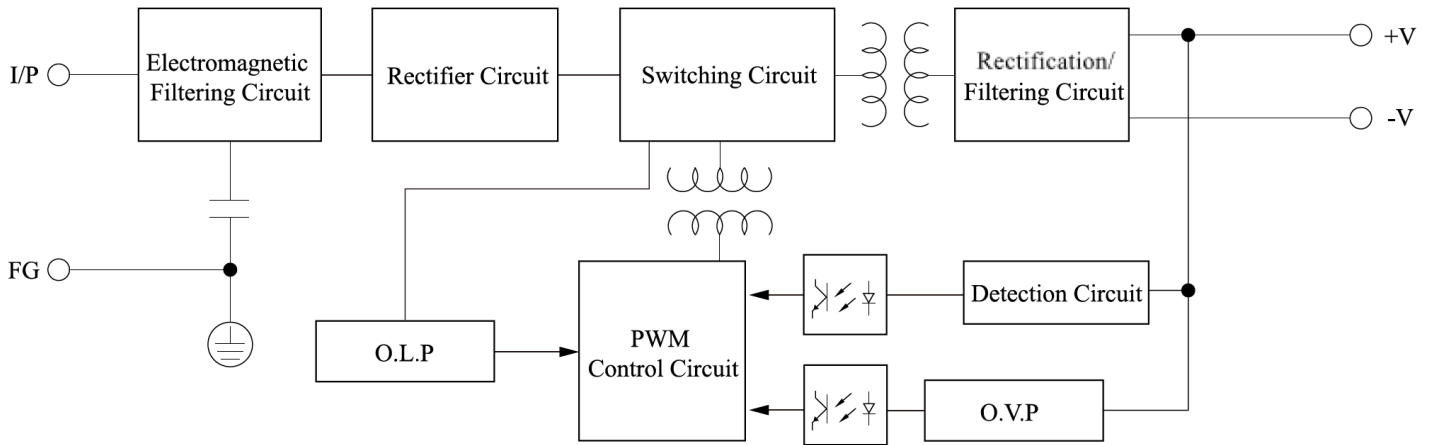 I/P
Electromagnetic
Filtering Circuit
Rectifier Circuit
Switching Circuit
Rectification/
Filtering Circuit
+V
-V
FG
O.L.P
PWM
Control Circuit
Detection Circuit
O.V.P